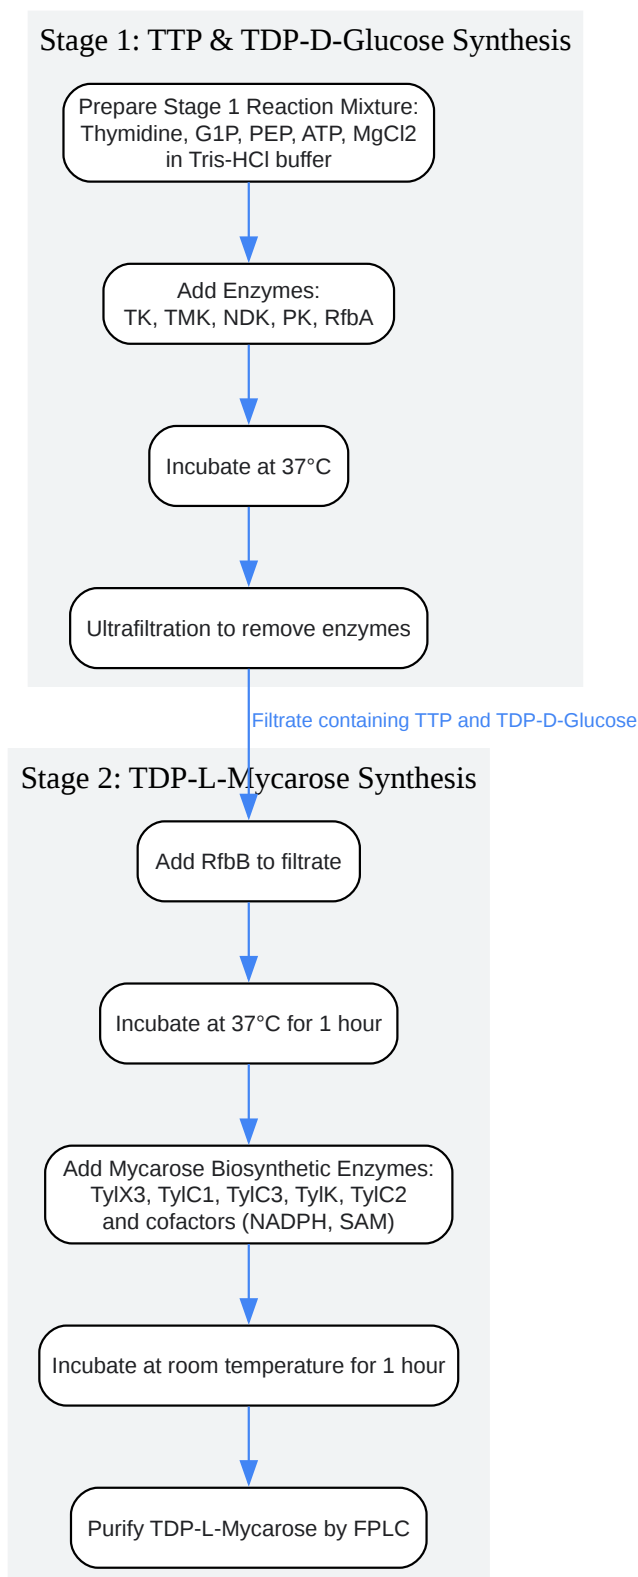 Stage 1: TTP & TDP-D-Glucose Synthesis
Prepare Stage 1 Reaction Mixture:
Thymidine, G1P, PEP, ATP, MgCl2
in Tris-HCl buffer
Add Enzymes:
TK, TMK, NDK, PK, RfbA
Incubate at 37°C
Ultrafiltration to remove enzymes
Filtrate containing TTP and TDP-D-Glucose
Stage 2: TDP-L-Mycarose Synthesis
Add RfbB to filtrate
Incubate at 37°C for 1 hour
Add Mycarose Biosynthetic Enzymes:
TylX3, TylC1, TylC3, TylK, TylC2
and cofactors (NADPH, SAM)
Incubate at room temperature for 1 hour
Purify TDP-L-Mycarose by FPLC